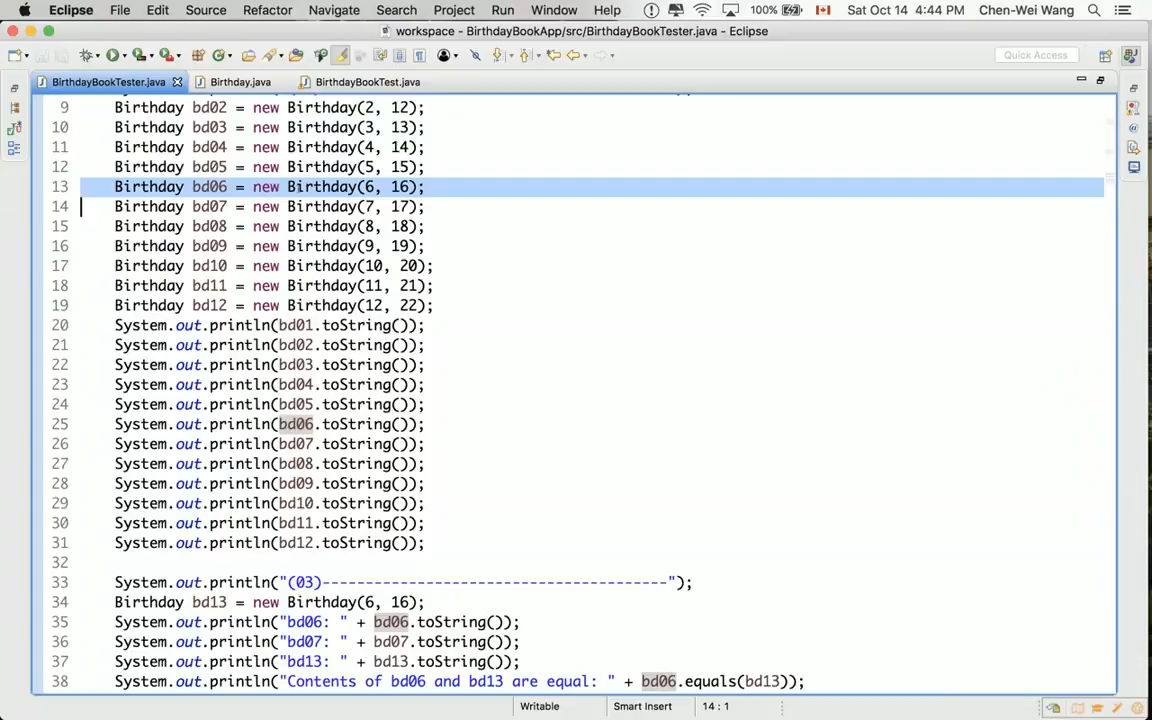 Eclipse File Edit Source Refactor Navigate Search Project Run Window Help 100% Sat Oct 14 4:44 PM Chen-Wei Wang
workspace - BirthdayBookApp/src/BirthdayBookTester.java - Eclipse
Quick Access
BirthdayBookTester.java Birthday.java BirthdayBookTest.java
9 Birthday bd02 = new Birthday(2, 12);
10 Birthday bd03 = new Birthday(3, 13);
11 Birthday bd04 = new Birthday(4, 14);
12 Birthday bd05 = new Birthday(5, 15);
13 Birthday bd06 = new Birthday(6, 16);
14 Birthday bd07 = new Birthday(7, 17);
15 Birthday bd08 = new Birthday(8, 18);
16 Birthday bd09 = new Birthday(9, 19);
17 Birthday bd10 = new Birthday(10, 20);
18 Birthday bd11 = new Birthday(11, 21);
19 Birthday bd12 = new Birthday(12, 22);
20 System.out.println(bd01.toString());
21 System.out.println(bd02.toString());
22 System.out.println(bd03.toString());
23 System.out.println(bd04.toString());
24 System.out.println(bd05.toString());
25 System.out.println(bd06.toString());
26 System.out.println(bd07.toString());
27 System.out.println(bd08.toString());
28 System.out.println(bd09.toString());
29 System.out.println(bd10.toString());
30 System.out.println(bd11.toString());
31 System.out.println(bd12.toString());
32
33 System.out.println("(03)----------------------------------------");
34 Birthday bd13 = new Birthday(6, 16);
35 System.out.println("bd06: " + bd06.toString());
36 System.out.println("bd07: " + bd07.toString());
37 System.out.println("bd13: " + bd13.toString());
38 System.out.println("Contents of bd06 and bd13 are equal: " + bd06.equals(bd13));
Writable Smart Insert 14 : 1